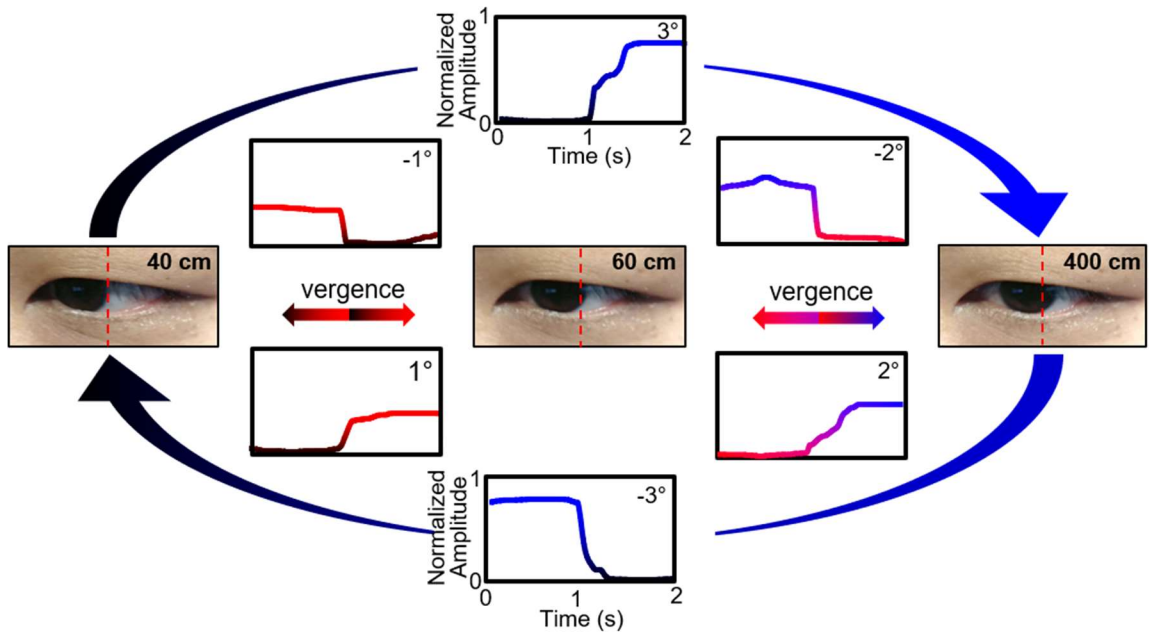 1
3°
Normalized
Amplitude
0
0
1
2
Time (s)
-1°
-2°
40 cm
60 cm
400 cm
vergence
vergence
1°
2°
1
-3°
Normalized
Amplitude
0
0
1
2
Time (s)